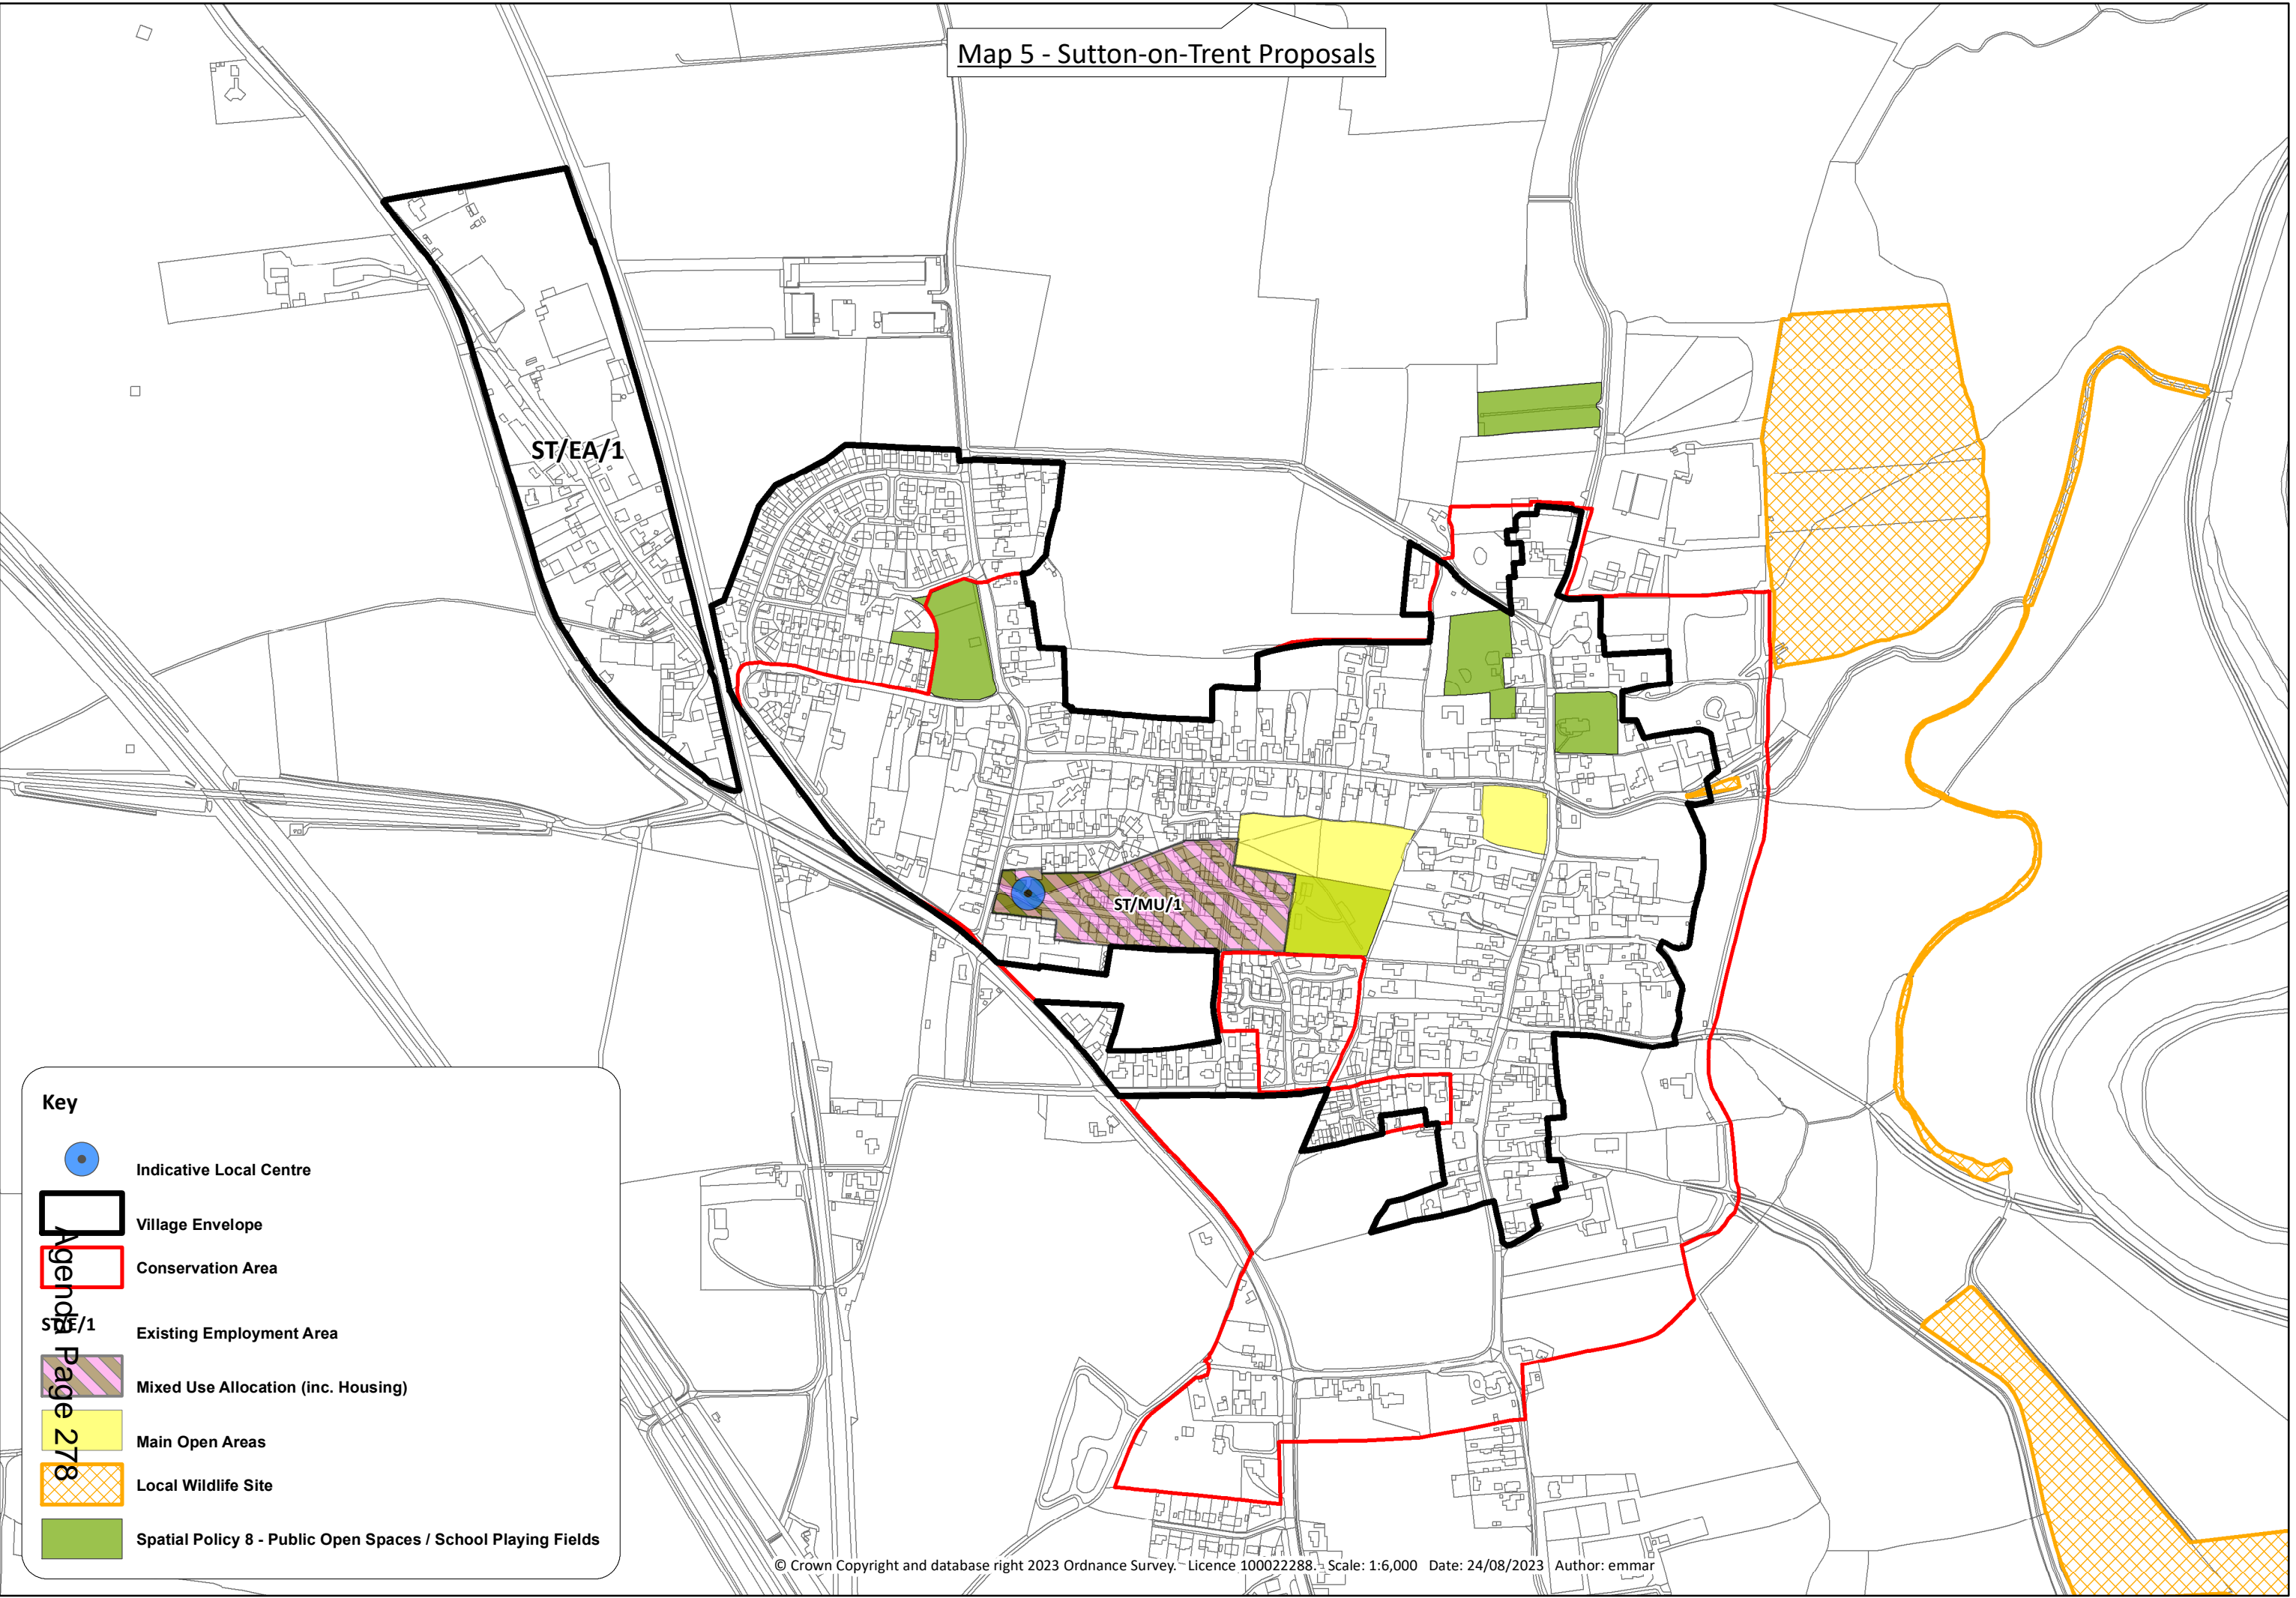 Map 5 - Sutton-on-Trent Proposals
ST/EA/1
ST/MU/1
Key
Indicative Local Centre
Village Envelope
Conservation Area
ST/E/1 Existing Employment Area
Mixed Use Allocation (inc. Housing)
Main Open Areas
Local Wildlife Site
Spatial Policy 8 - Public Open Spaces / School Playing Fields
Agenda Page 278
© Crown Copyright and database right 2023 Ordnance Survey. Licence 100022288. Scale: 1:6,000 Date: 24/08/2023 Author: emmar